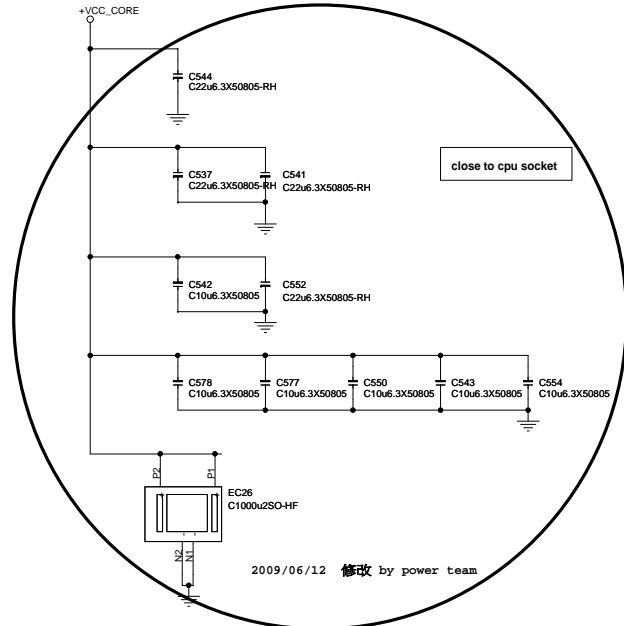 +VCC_CORE
C544
C22u6.3X50805-RH
close to cpu socket
C537
C22u6.3X50805-RH
C541
C22u6.3X50805-RH
C542
C10u6.3X50805
C552
C22u6.3X50805-RH
C578
C10u6.3X50805
C577
C10u6.3X50805
C550
C10u6.3X50805
C543
C10u6.3X50805
C554
C10u6.3X50805
P2
P1
EC26
C1000u2SO-HF
N2
N1
2009/06/12 修改 by power team